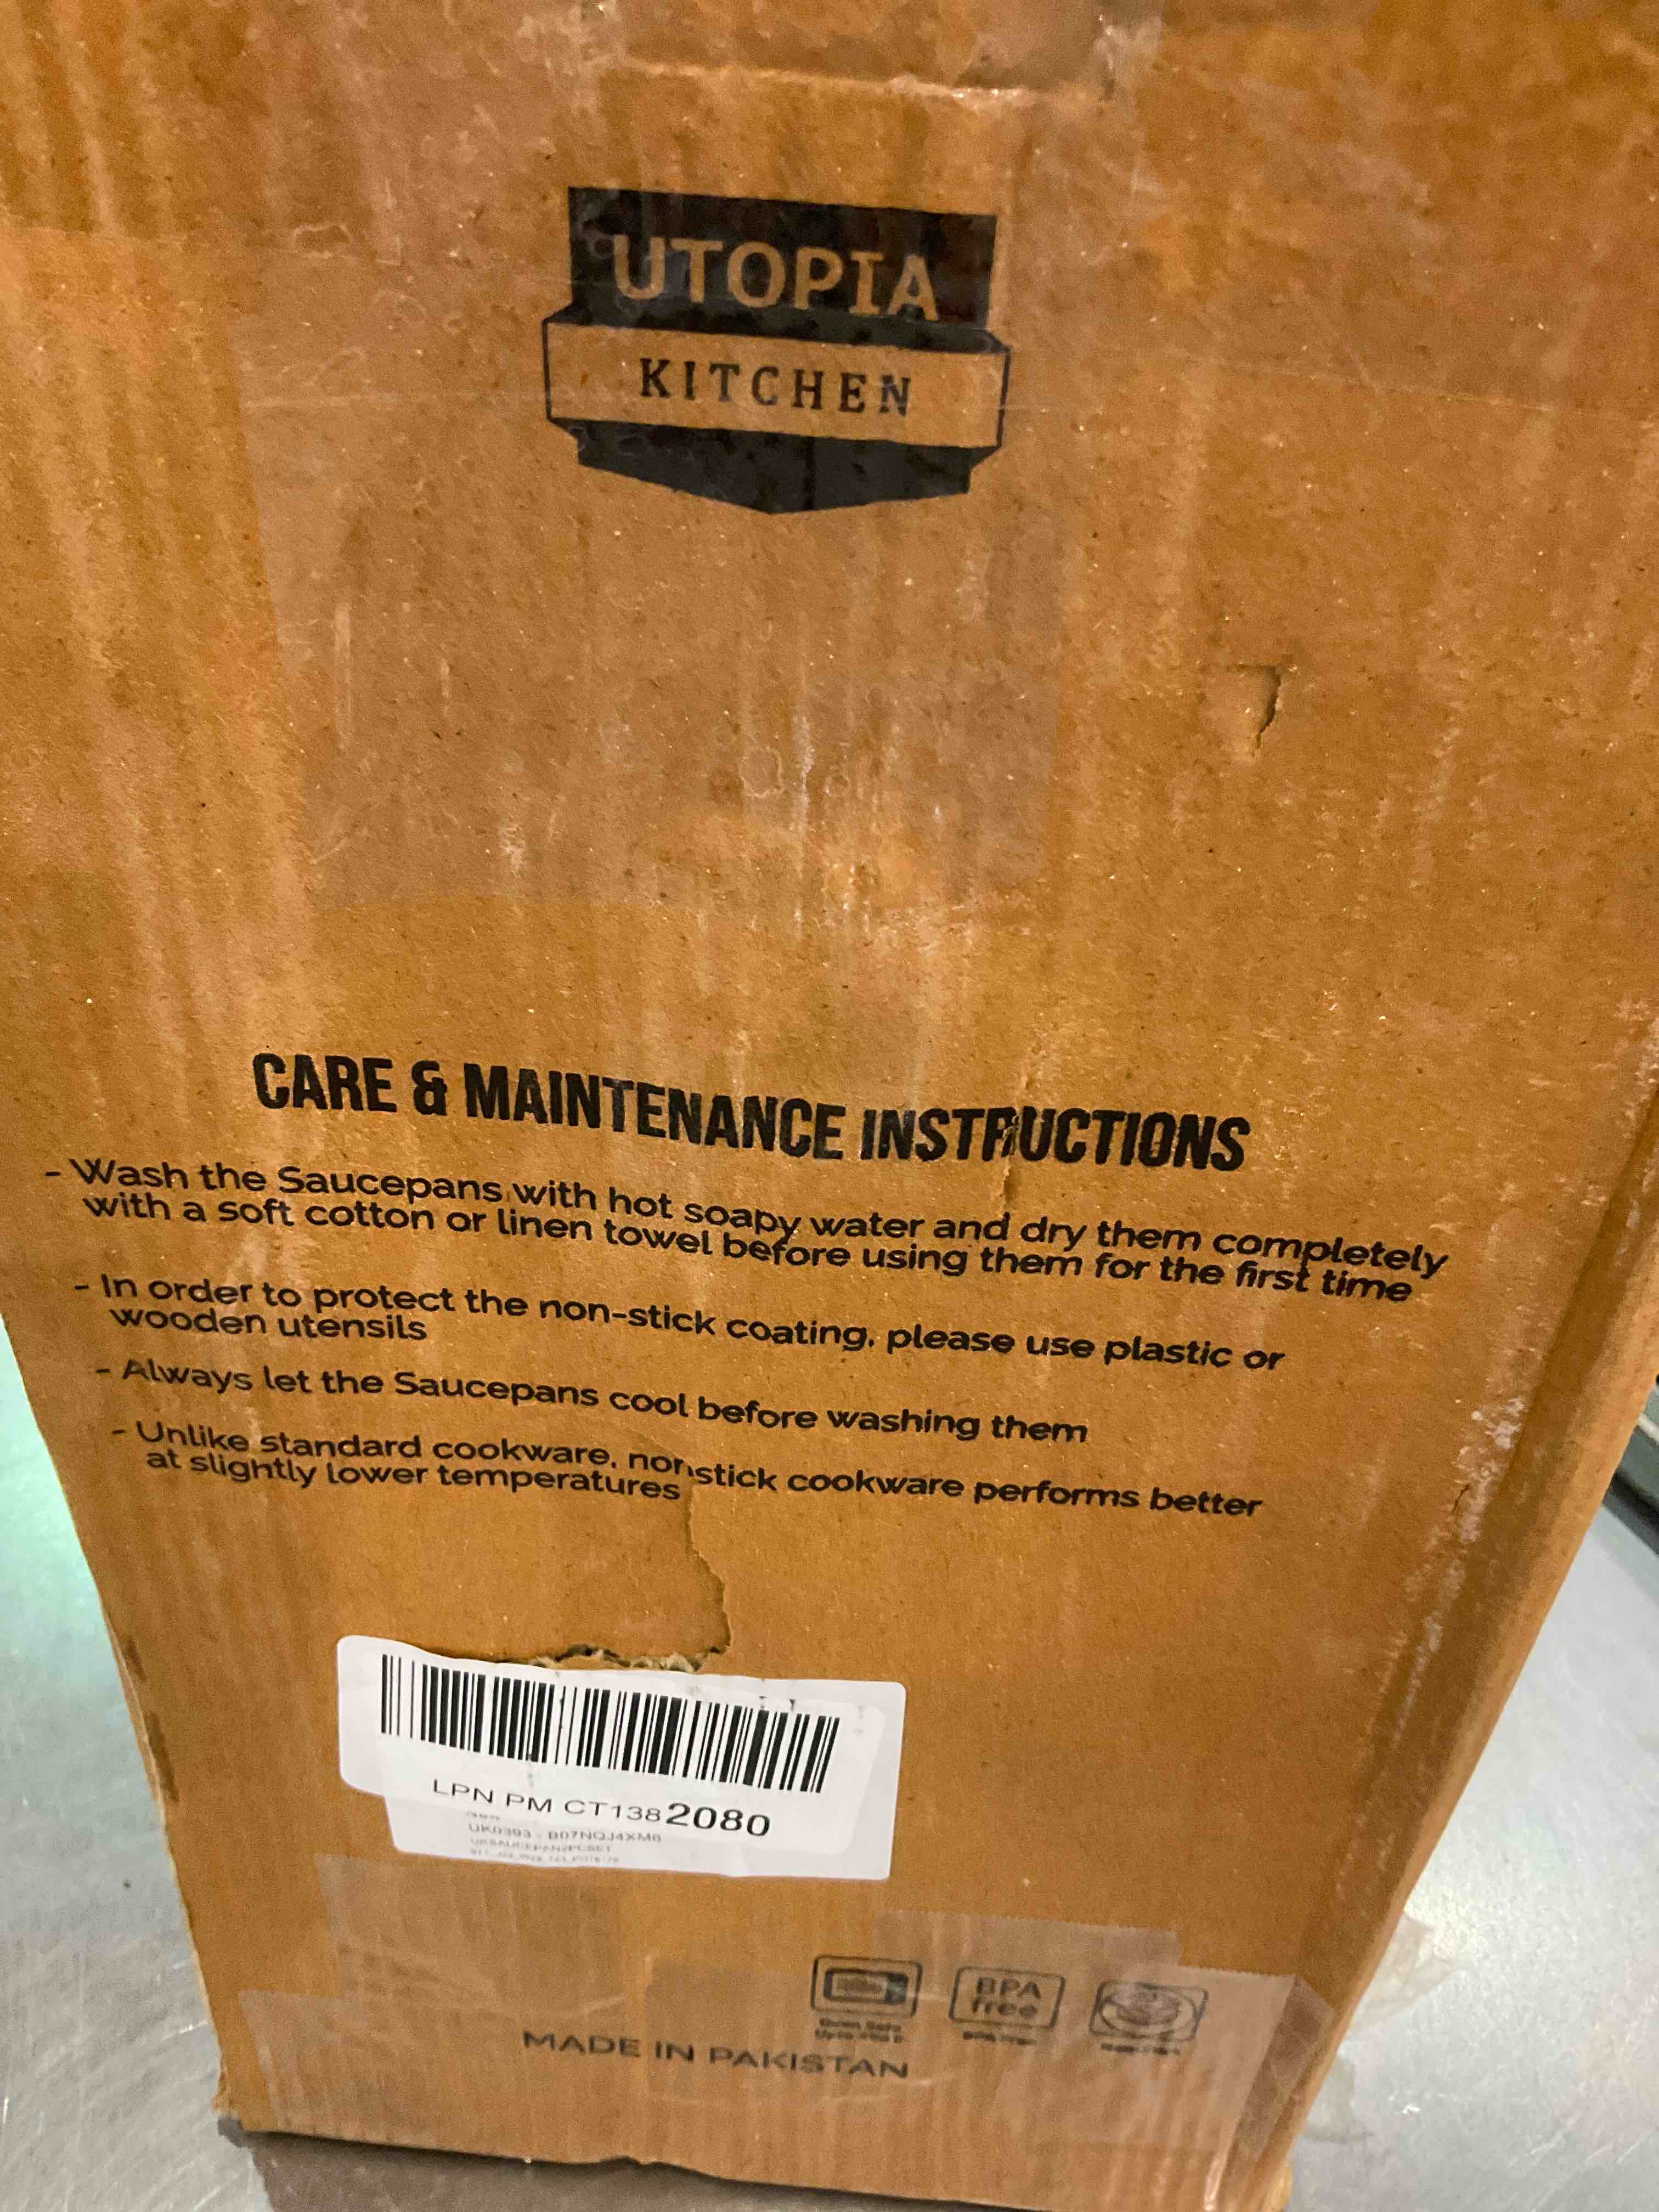 UTOPIA
KITCHEN
CARE & MAINTENANCE INSTRUCTIONS
- Wash the Saucepans with hot soapy water and dry them completely
with a soft cotton or linen towel before using them for the first time
- In order to protect the non-stick coating, please use plastic or
wooden utensils
- Always let the Saucepans cool before washing them
- Unlike standard cookware, nonstick cookware performs better
at slightly lower temperatures
LPN PM CT1382080
UK0393 - B07NQJ4XM6
BPA
free
MADE IN PAKISTAN